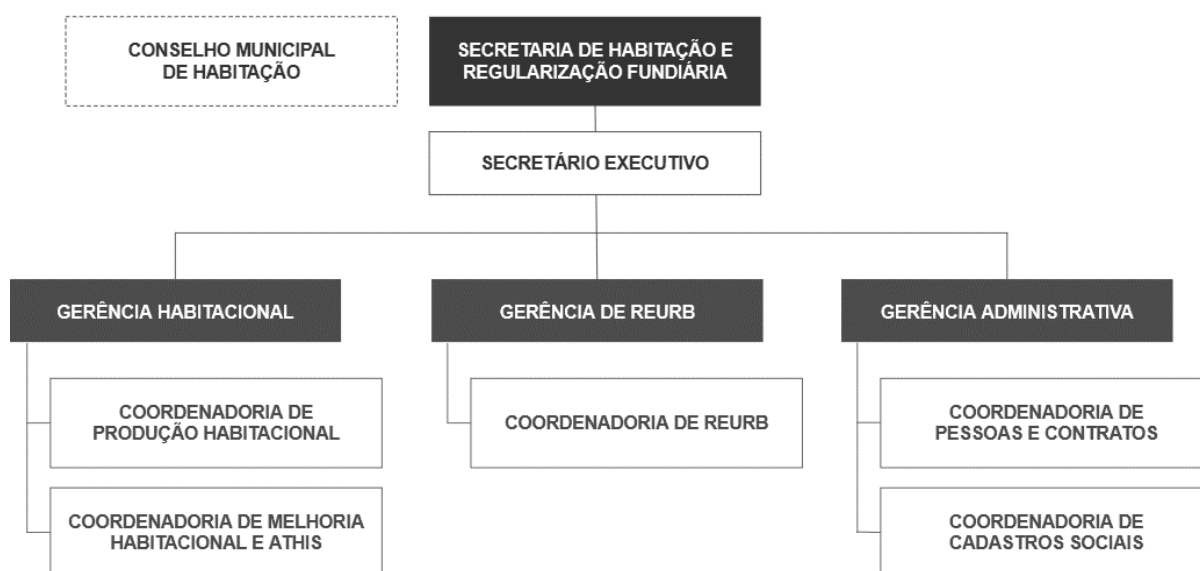 CONSELHO MUNICIPAL
DE HABITAÇÃO
SECRETARIA DE HABITAÇÃO E
REGULARIZAÇÃO FUNDIÁRIA
SECRETÁRIO EXECUTIVO
GERÊNCIA HABITACIONAL
GERÊNCIA DE REURB
GERÊNCIA ADMINISTRATIVA
COORDENADORIA DE
PRODUÇÃO HABITACIONAL
COORDENADORIA DE REURB
COORDENADORIA DE
PESSOAS E CONTRATOS
COORDENADORIA DE MELHORIA
HABITACIONAL E ATHIS
COORDENADORIA DE
CADASTROS SOCIAIS